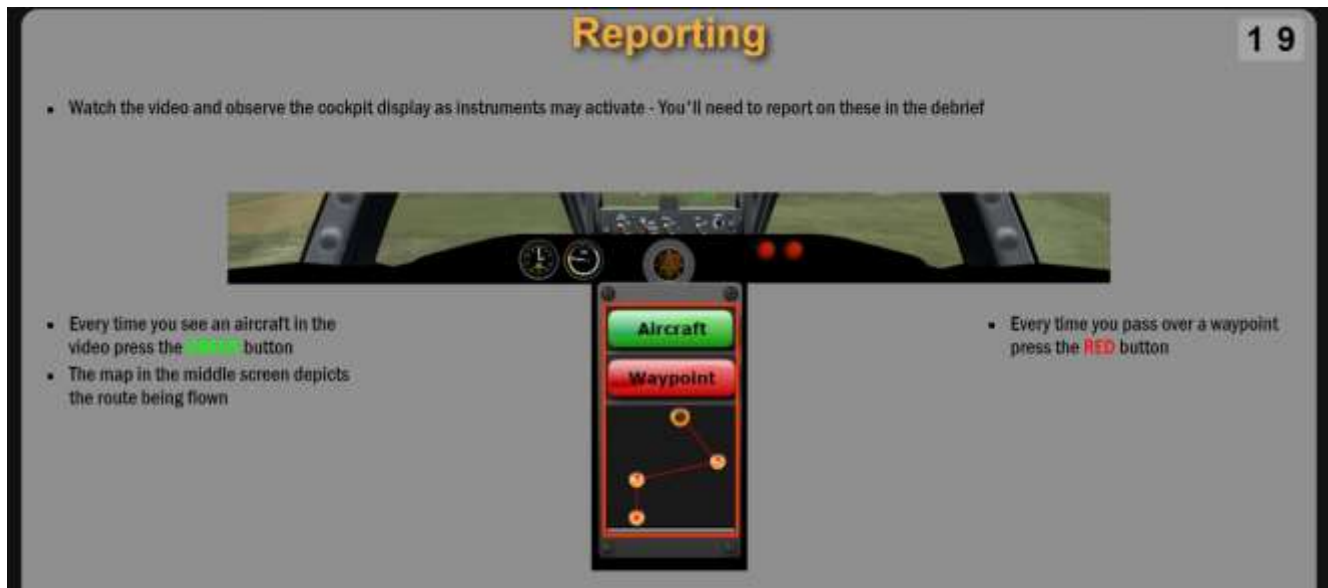 Reporting
1 9
• Watch the video and observe the cockpit display as instruments may activate - You'll need to report on these in the debrief
• Every time you see an aircraft in the
video press the GREEN button
• The map in the middle screen depicts
the route being flown
Aircraft
Waypoint
• Every time you pass over a waypoint
press the RED button